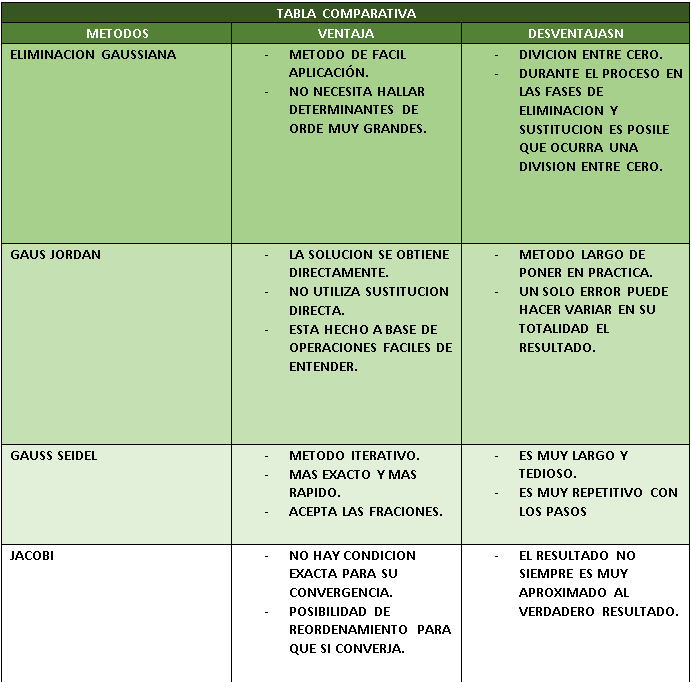 TABLA COMPARATIVA
METODOS VENTAJA DESVENTAJASN
ELIMINACION GAUSSIANA
- METODO DE FACIL
APLICACIÓN.
- NO NECESITA HALLAR
DETERMINANTES DE
ORDE MUY GRANDES.
- DIVICION ENTRE CERO.
- DURANTE EL PROCESO EN
LAS FASES DE
ELIMINACION Y
SUSTITUCION ES POSILE
QUE OCURRA UNA
DIVISION ENTRE CERO.
GAUS JORDAN
- LA SOLUCION SE OBTIENE
DIRECTAMENTE.
- NO UTILIZA SUSTITUCION
DIRECTA.
- ESTA HECHO A BASE DE
OPERACIONES FACILES DE
ENTENDER.
- METODO LARGO DE
PONER EN PRACTICA.
- UN SOLO ERROR PUEDE
HACER VARIAR EN SU
TOTALIDAD EL
RESULTADO.
GAUSS SEIDEL
- METODO ITERATIVO.
- MAS EXACTO Y MAS
RAPIDO.
- ACEPTA LAS FRACIONES.
- ES MUY LARGO Y
TEDIOSO.
- ES MUY REPETITIVO CON
LOS PASOS
JACOBI
- NO HAY CONDICION
EXACTA PARA SU
CONVERGENCIA.
- POSIBILIDAD DE
REORDENAMIENTO PARA
QUE SI CONVERJA.
- EL RESULTADO NO
SIEMPRE ES MUY
APROXIMADO AL
VERDADERO RESULTADO.